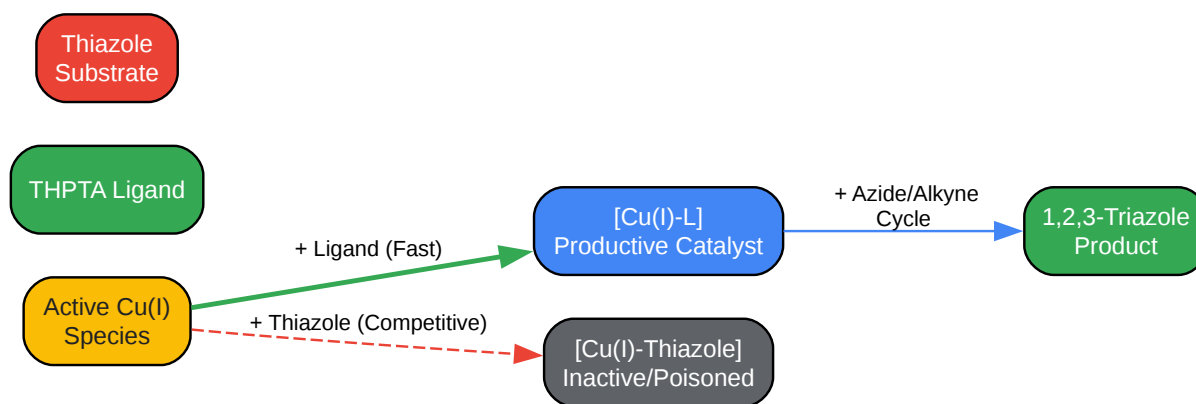 Thiazole
Substrate
THPTA Ligand
Active Cu(I)
Species
+ Ligand (Fast)
+ Thiazole (Competitive)
[Cu(I)-L]
Productive Catalyst
[Cu(I)-Thiazole]
Inactive/Poisoned
+ Azide/Alkyne
Cycle
1,2,3-Triazole
Product